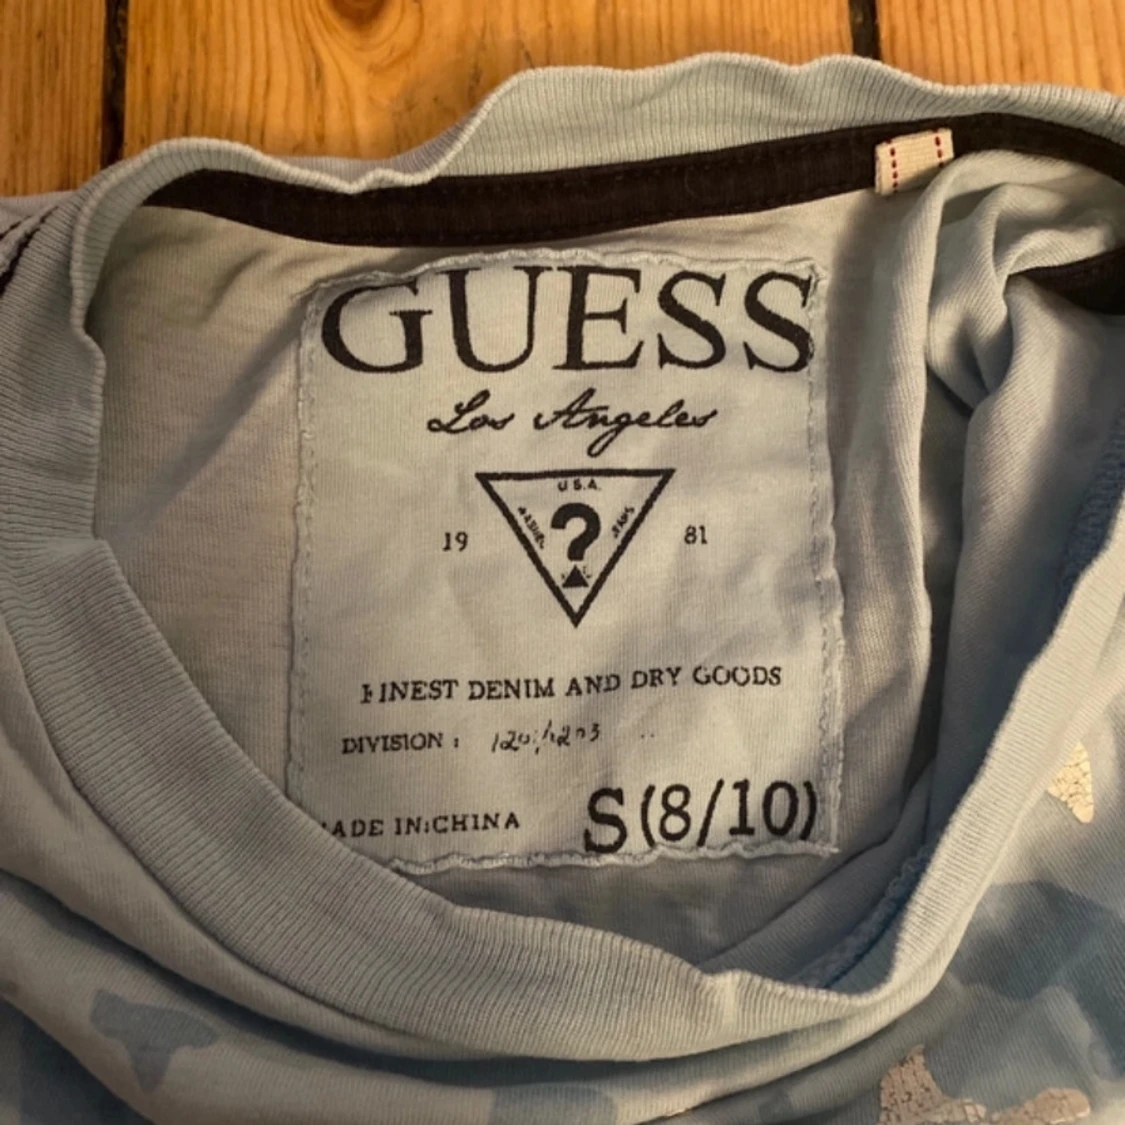 GUESS
Los Angeles
U.S.A.
19 ? 81
FINEST DENIM AND DRY GOODS
DIVISION :
ADE IN:CHINA
S(8/10)